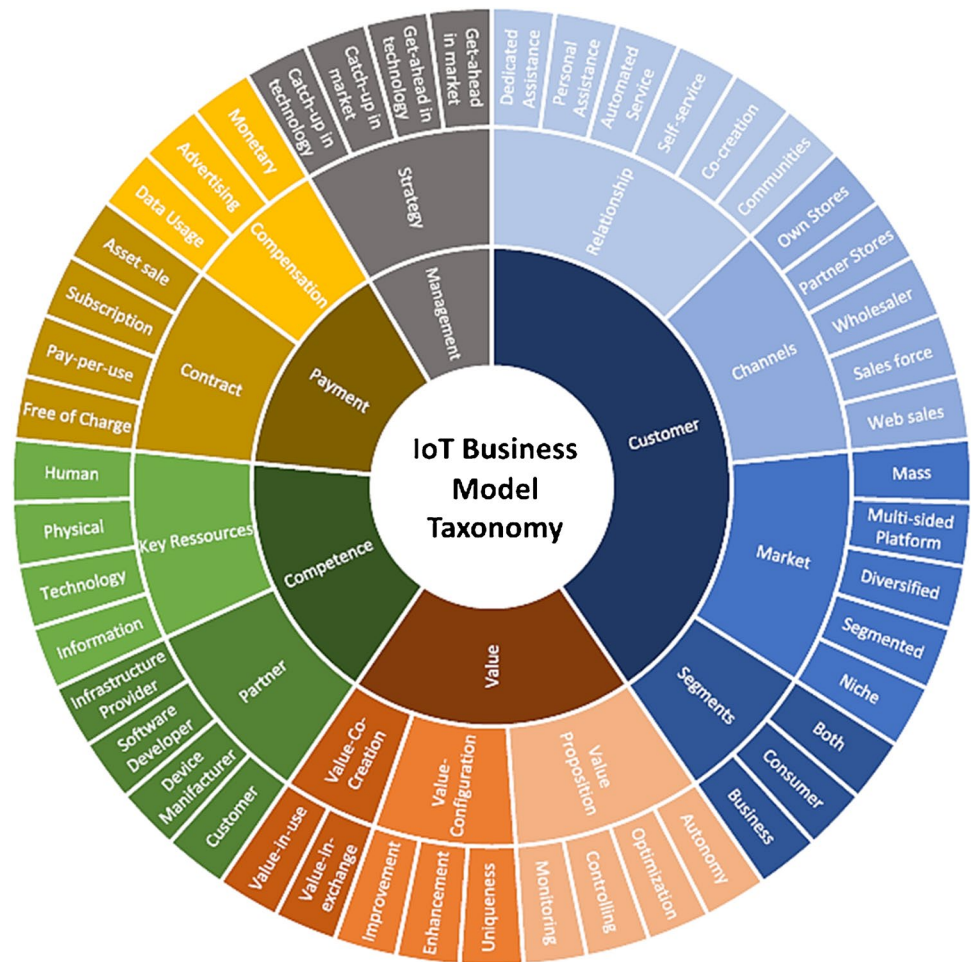 IoT Business
Model
Taxonomy
Customer
Relationship
Dedicated
Assistance
Personal
Assistance
Automated
Service
Self-service
Co-creation
Communities
Channels
Own Stores
Partner Stores
Wholesaler
Sales force
Web sales
Market
Mass
Multi-sided
Platform
Diversified
Segmented
Niche
Segments
Both
Consumer
Business
Value
Value
Proposition
Autonomy
Optimization
Controlling
Monitoring
Value-
Configuration
Uniqueness
Enhancement
Improvement
Value-Co-
Creation
Value-in-
exchange
Value-in-use
Competence
Partner
Customer
Device
Manifacturer
Software
Developer
Infrastructure
Provider
Key Ressources
Information
Technology
Physical
Human
Payment
Contract
Free of Charge
Pay-per-use
Subscription
Asset sale
Compensation
Data Usage
Advertising
Monetary
Management
Strategy
Catch-up in
technology
Catch-up in
market
Get-ahead in
technology
Get-ahead
in market